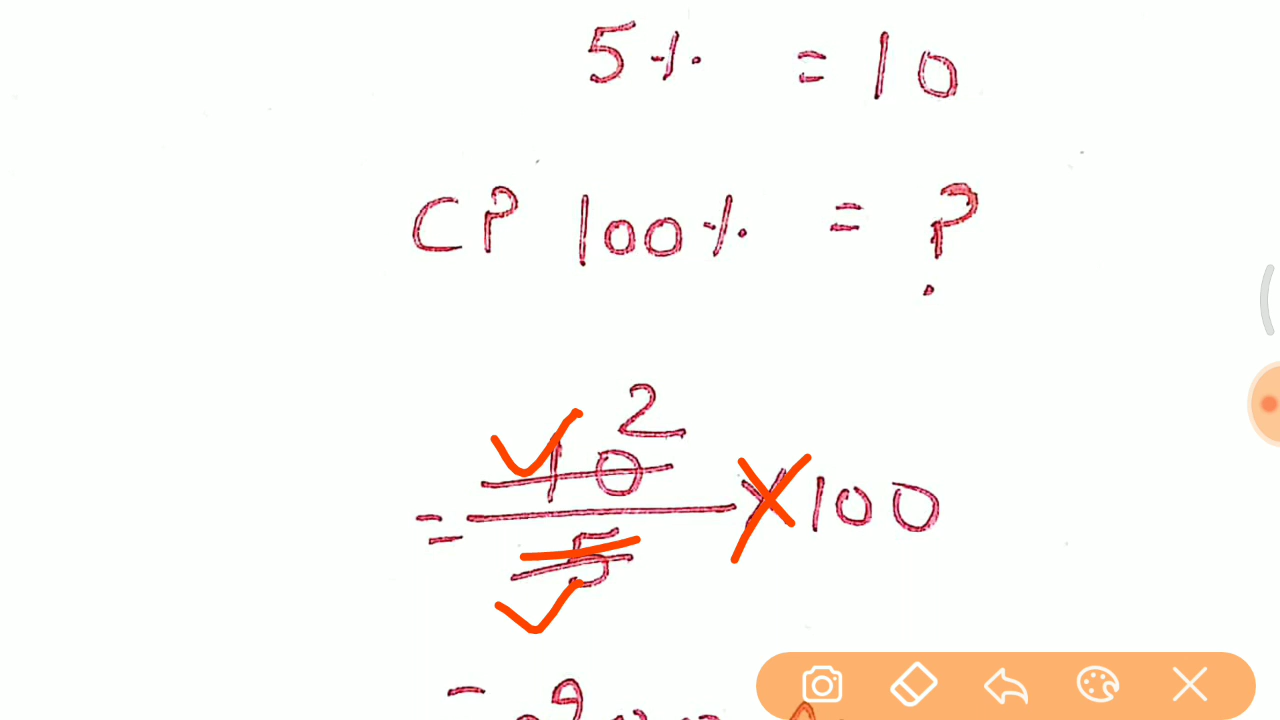 5% = 10
CP 100% = ?
2
= 10/5 × 100